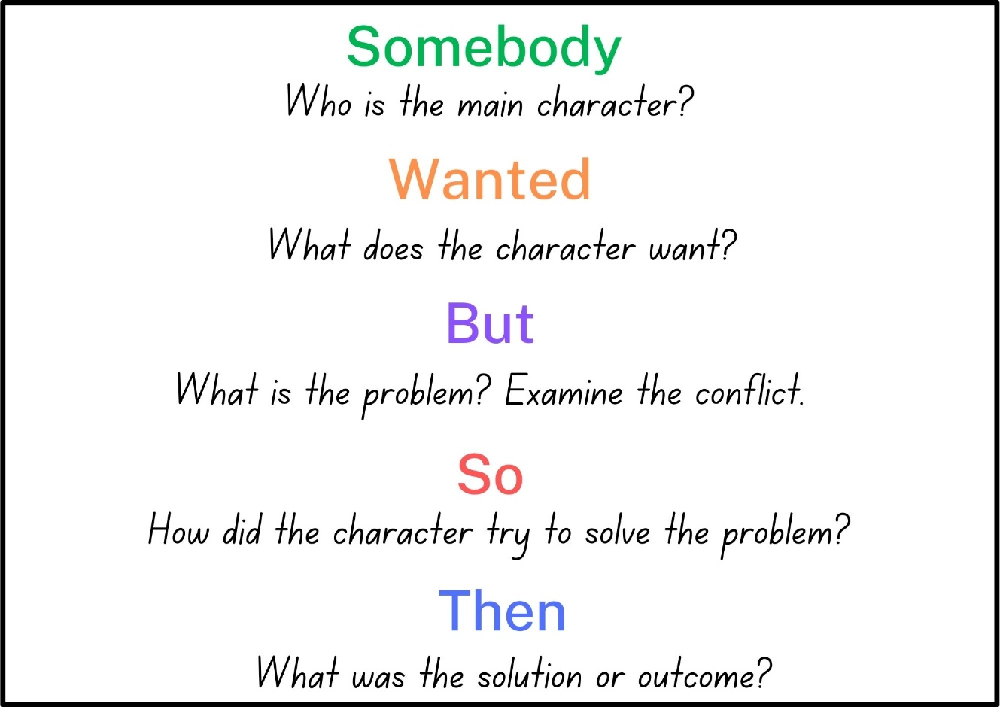 Somebody
Who is the main character?
Wanted
What does the character want?
But
What is the problem? Examine the conflict.
So
How did the character try to solve the problem?
Then
What was the solution or outcome?